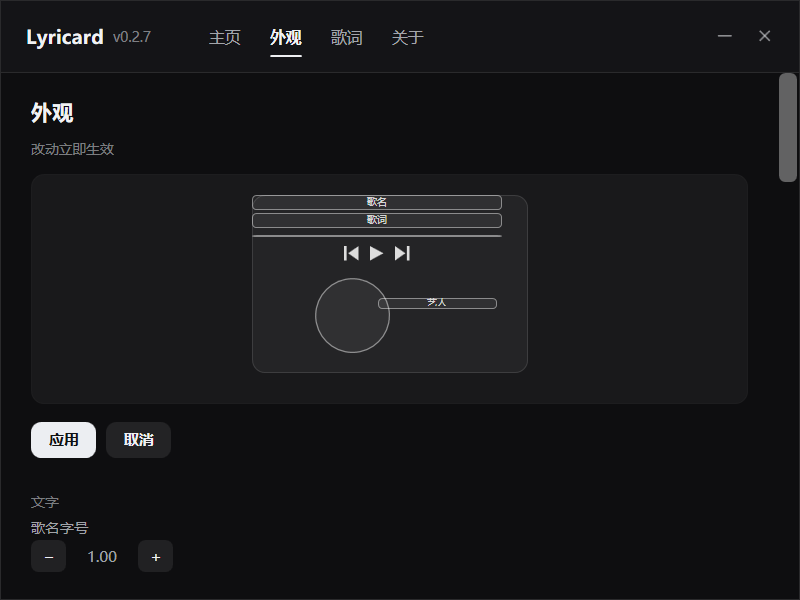 Lyricard v0.2.7 主页 外观 歌词 关于
外观
改动立即生效
歌名
歌词
艺人
应用 取消
文字
歌名字号
− 1.00 +